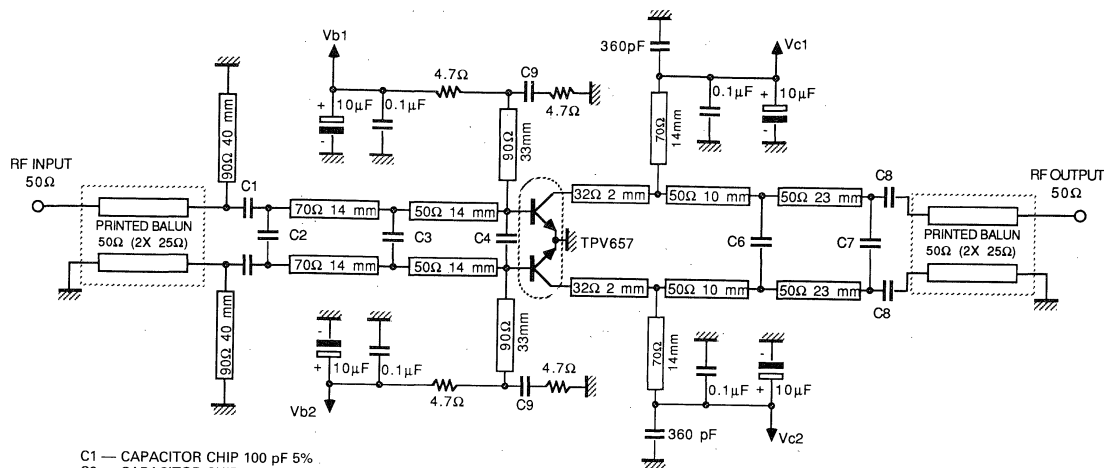 Vb1
Vc1
360pF
4.7Ω
C9
4.7Ω
+ 10µF
-
0.1µF
0.1µF
+ 10µF
-
90Ω 40 mm
90Ω
33mm
70Ω
14mm
RF INPUT
50Ω
C1
RF OUTPUT
50Ω
C8
32Ω 2 mm
50Ω 10 mm
50Ω 23 mm
70Ω 14 mm
50Ω 14 mm
PRINTED BALUN
50Ω (2X 25Ω)
C2
C3
C4
TPV657
C6
C7
PRINTED BALUN
50Ω (2X 25Ω)
70Ω 14 mm
50Ω 14 mm
32Ω 2 mm
50Ω 10 mm
50Ω 23 mm
C8
90Ω 40 mm
90Ω
33mm
70Ω
14mm
-
+ 10µF
0.1µF
4.7Ω
C9
4.7Ω
0.1µF
-
+ 10µF
Vb2
360 pF
Vc2
C1 — CAPACITOR CHIP 100 pF 5%